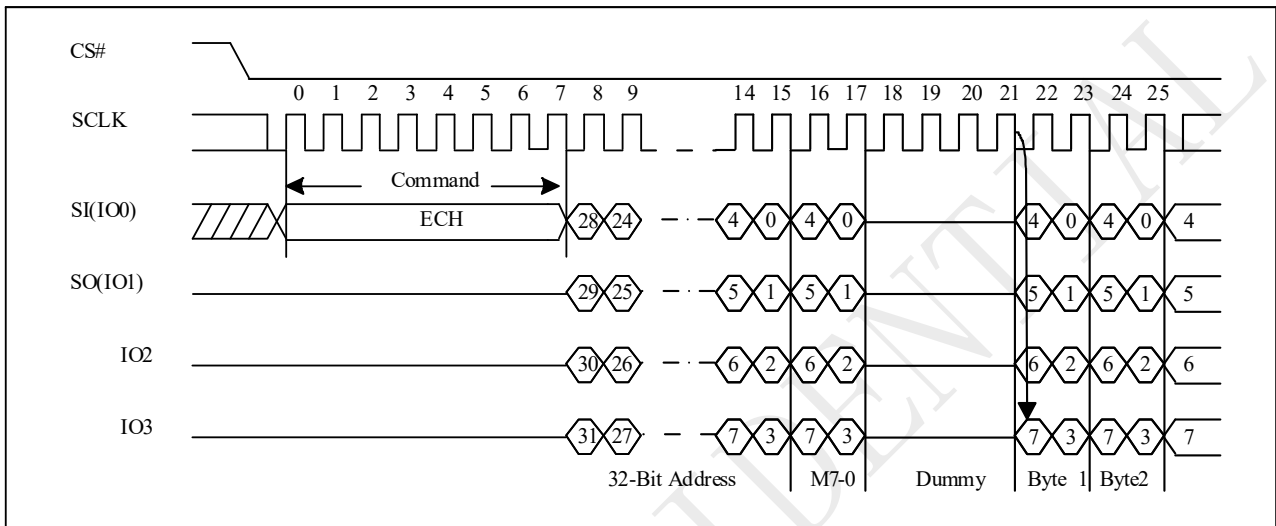 CS#
0 1 2 3 4 5 6 7 8 9 14 15 16 17 18 19 20 21 22 23 24 25
SCLK
Command
SI(IO0) ECH 28 24 4 0 4 0 4 0 4 0 4
SO(IO1) 29 25 5 1 5 1 5 1 5 1 5
IO2 30 26 6 2 6 2 6 2 6 2 6
IO3 31 27 7 3 7 3 7 3 7 3 7
32-Bit Address M7-0 Dummy Byte 1 Byte2
IDENTIAL